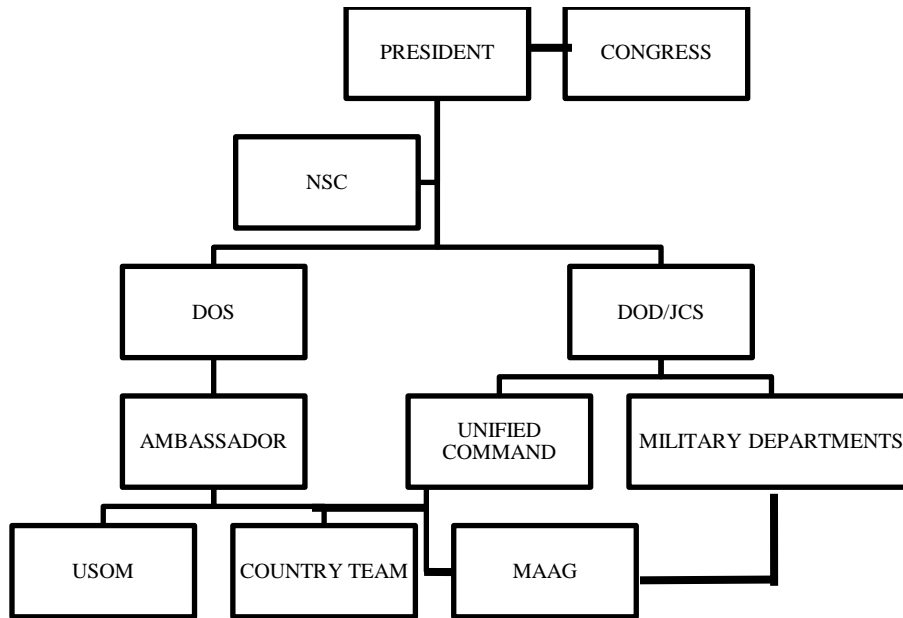 PRESIDENT
CONGRESS
NSC
DOS
DOD/JCS
AMBASSADOR
UNIFIED
COMMAND
MILITARY DEPARTMENTS
USOM
COUNTRY TEAM
MAAG